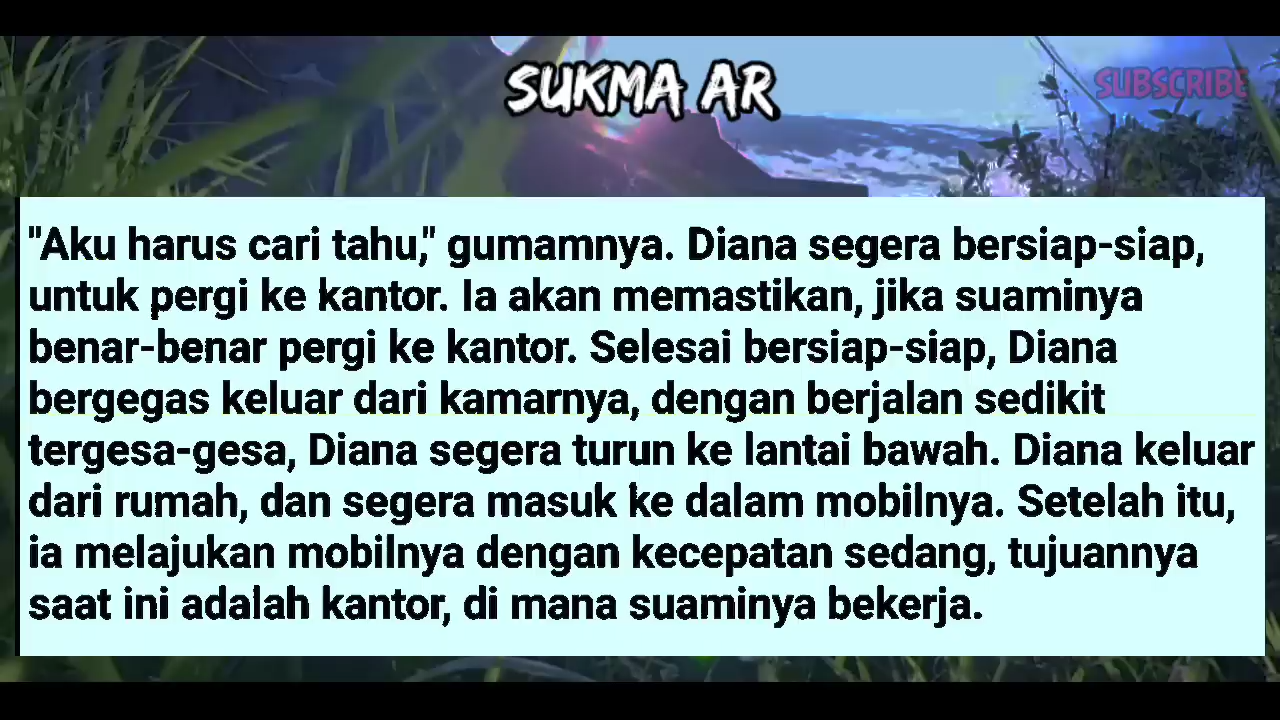 SUKMA AR
SUBSCRIBE
"Aku harus cari tahu," gumamnya. Diana segera bersiap-siap,
untuk pergi ke kantor. Ia akan memastikan, jika suaminya
benar-benar pergi ke kantor. Selesai bersiap-siap, Diana
bergegas keluar dari kamarnya, dengan berjalan sedikit
tergesa-gesa, Diana segera turun ke lantai bawah. Diana keluar
dari rumah, dan segera masuk ke dalam mobilnya. Setelah itu,
ia melajukan mobilnya dengan kecepatan sedang, tujuannya
saat ini adalah kantor, di mana suaminya bekerja.